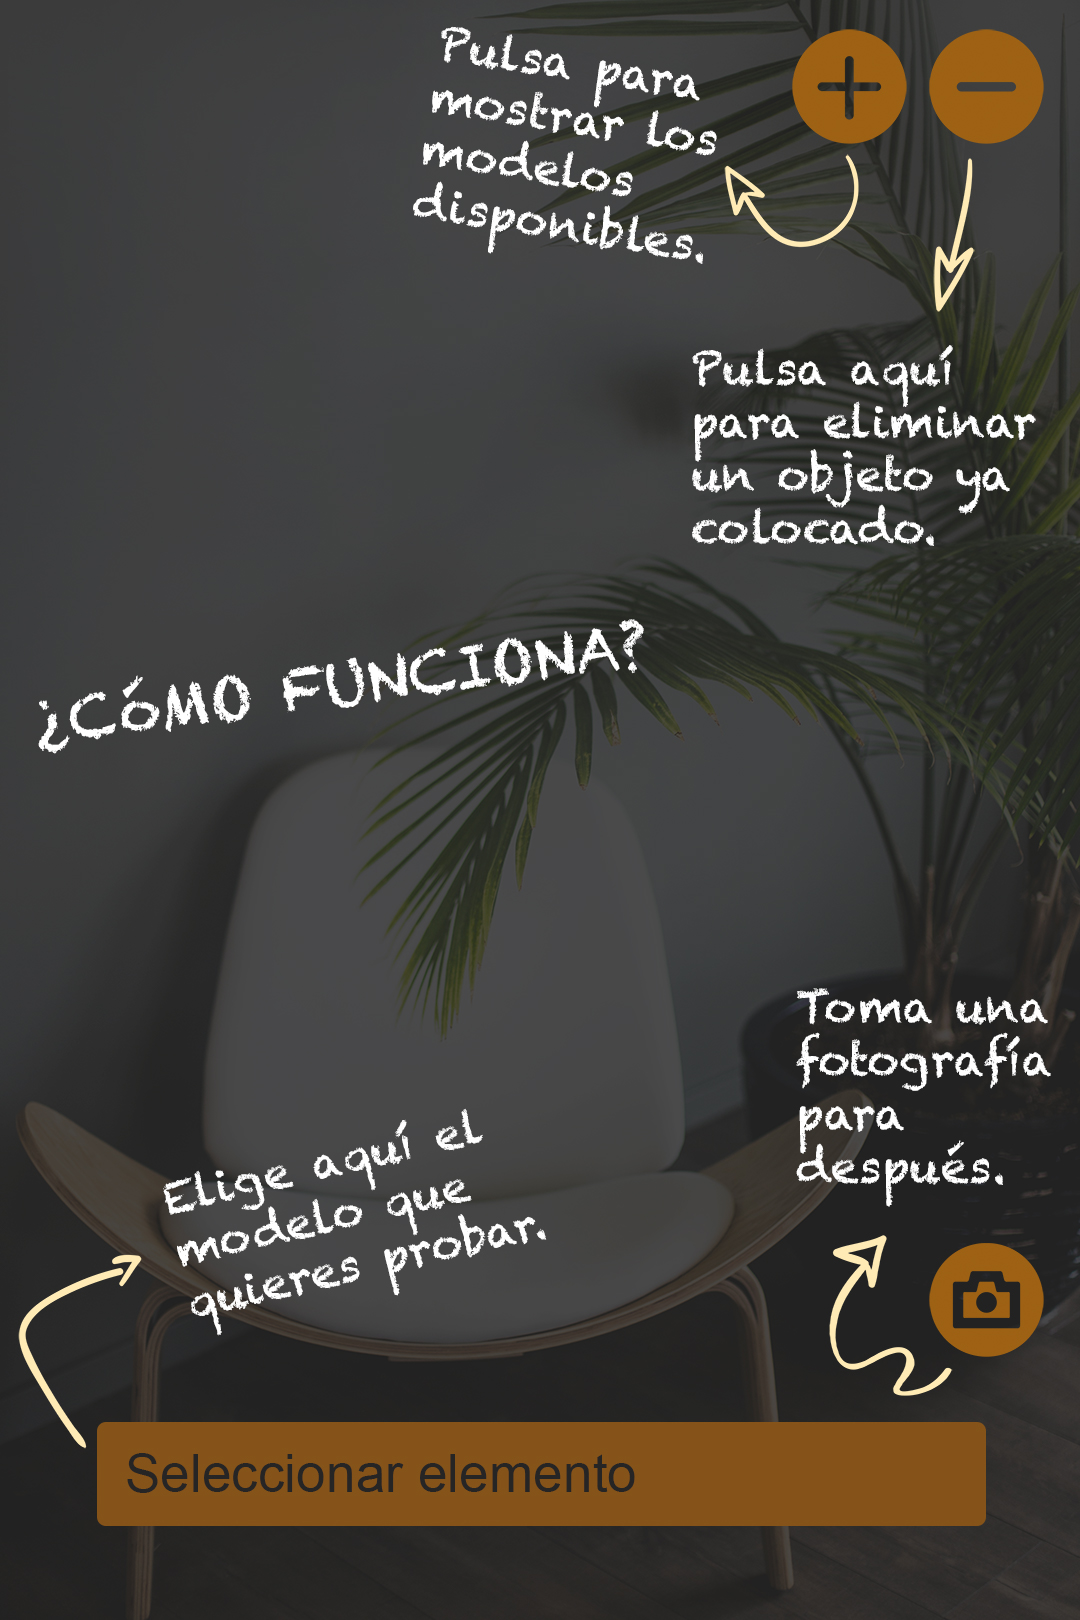 Pulsa para
mostrar los
modelos
disponibles.
Pulsa aquí
para eliminar
un objeto ya
colocado.
¿CÓMO FUNCIONA?
Toma una
fotografía
para
después.
Elige aquí el
modelo que
quieres probar.
Seleccionar elemento